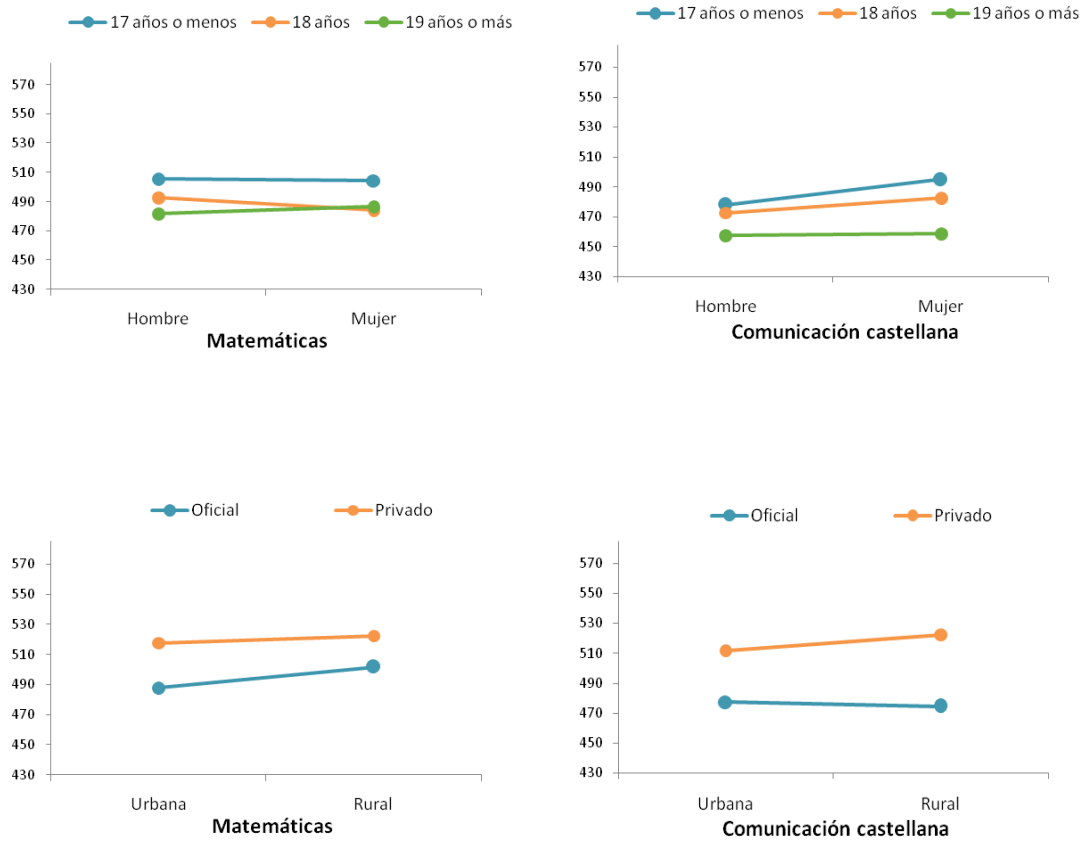 17 años o menos 18 años 19 años o más
570
550
530
510
490
470
450
430
Hombre Mujer
Matemáticas
17 años o menos 18 años 19 años o más
570
550
530
510
490
470
450
430
Hombre Mujer
Comunicación castellana
Oficial Privado
570
550
530
510
490
470
450
430
Urbana Rural
Matemáticas
Oficial Privado
570
550
530
510
490
470
450
430
Urbana Rural
Comunicación castellana